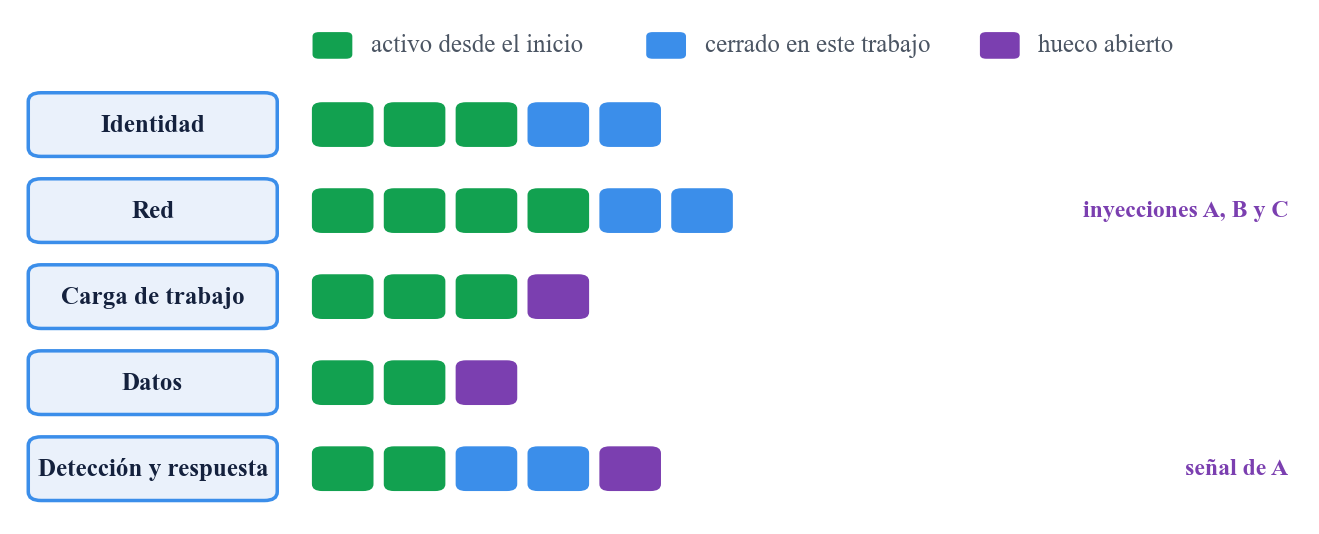 activo desde el inicio cerrado en este trabajo hueco abierto
Identidad
Red inyecciones A, B y C
Carga de trabajo
Datos
Detección y respuesta señal de A